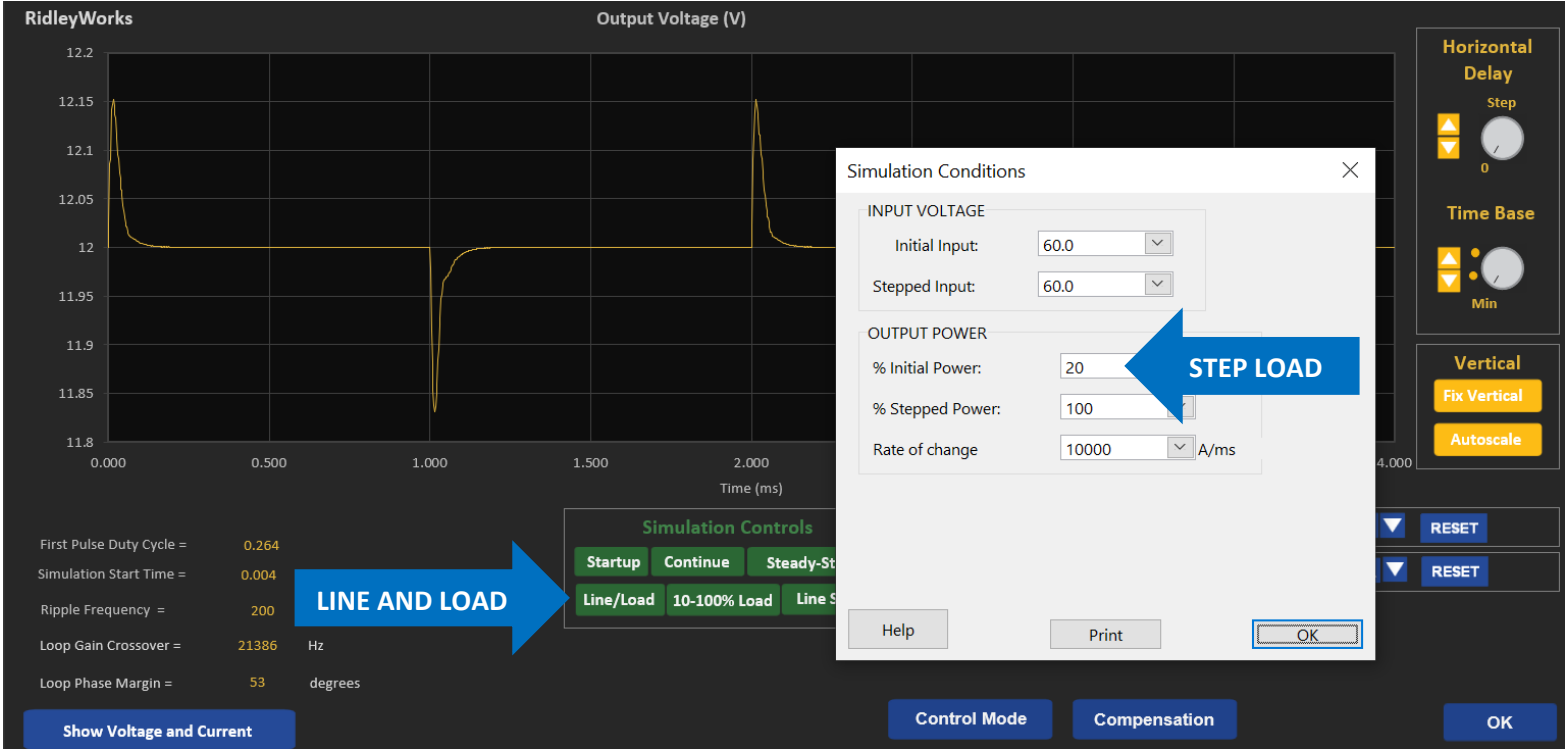 RidleyWorks
Output Voltage (V)
12.2
12.15
12.1
12.05
12
11.95
11.9
11.85
11.8
0.000 0.500 1.000 1.500 2.000 4.000
Time (ms)
Horizontal
Delay
Step
0
Time Base
Min
Vertical
Fix Vertical
Autoscale
Simulation Conditions
INPUT VOLTAGE
Initial Input: 60.0
Stepped Input: 60.0
OUTPUT POWER
% Initial Power: 20
STEP LOAD
% Stepped Power: 100
Rate of change 10000 A/ms
Help Print OK
First Pulse Duty Cycle = 0.264
Simulation Start Time = 0.004
Ripple Frequency = 200
Loop Gain Crossover = 21386 Hz
Loop Phase Margin = 53 degrees
LINE AND LOAD
Simulation Controls
Startup Continue Steady-St
Line/Load 10-100% Load Line S
RESET
RESET
Show Voltage and Current
Control Mode Compensation OK